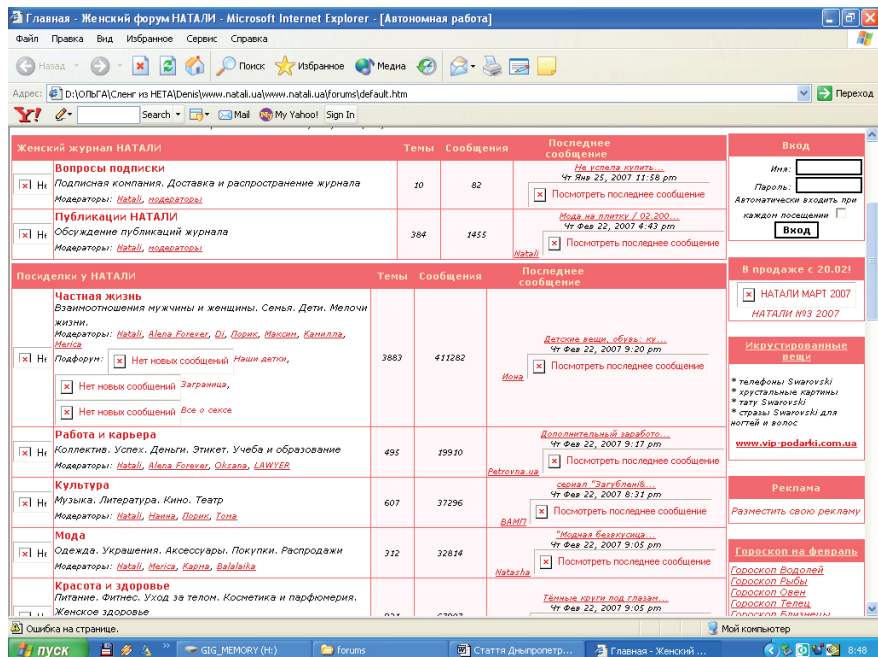 Главная - Женский форум НАТАЛИ - Microsoft Internet Explorer - [Автономная работа]
Файл Правка Вид Избранное Сервис Справка
Назад Поиск Избранное Медиа
Адрес: D:\ОЛЬГА\Сленг из НЕТА\Denis\www.natali.ua\www.natali.ua\forums\default.htm Переход
Y! Search Mail My Yahoo! Sign In
Женский журнал НАТАЛИ Темы Сообщения Последнее сообщение
Вопросы подписки
Подписная компания. Доставка и распространение журнала
Модераторы: Natali, модераторы
10 82
Не успела купить...
Чт Янв 25, 2007 11:58 pm
Посмотреть последнее сообщение
Публикации НАТАЛИ
Обсуждение публикаций журнала
Модераторы: Natali, модераторы
384 1455
Мода на плитку / 02.200...
Чт Фев 22, 2007 4:43 pm
Natali Посмотреть последнее сообщение
Посиделки у НАТАЛИ Темы Сообщения Последнее сообщение
Частная жизнь
Взаимоотношения мужчины и женщины. Семья. Дети. Мелочи
жизни.
Модераторы: Natali, Alena Forever, Di, Лорик, Максим, Камилла,
Merica
Подфорум: Нет новых сообщений Наши детки,
Нет новых сообщений Заграница,
Нет новых сообщений Все о сексе
3883 411282
Детские вещи, обувь: ку...
Чт Фев 22, 2007 9:20 pm
Иона Посмотреть последнее сообщение
Работа и карьера
Коллектив. Успех. Деньги. Этикет. Учеба и образование
Модераторы: Natali, Alena Forever, Oksana, LAWYER
495 19910
Дополнительный заработо...
Чт Фев 22, 2007 9:17 pm
Petrovna.ua Посмотреть последнее сообщение
Культура
Музыка. Литература. Кино. Театр
Модераторы: Natali, Наина, Лорик, Тома
607 37296
сериал "Загублені&...
Чт Фев 22, 2007 8:31 pm
ВАМП Посмотреть последнее сообщение
Мода
Одежда. Украшения. Аксессуары. Покупки. Распродажи
Модераторы: Natali, Merica, Карна, Balalaika
312 32814
"Модная безвкусица...
Чт Фев 22, 2007 9:05 pm
Natasha Посмотреть последнее сообщение
Красота и здоровье
Питание. Фитнес. Уход за телом. Косметика и парфюмерия.
Женское здоровье
Тёмные круги под глазам...
Чт Фев 22, 2007 9:05 pm
Посмотреть последнее сообщение
Вход
Имя:
Пароль:
Автоматически входить при
каждом посещении
Вход
В продаже с 20.02!
НАТАЛИ МАРТ 2007
НАТАЛИ №3 2007
Икрустированные
вещи
* телефоны Swarovski
* хрустальные картины
* тату Swarovski
* стразы Swarovski для
ногтей и волос
www.vip-podarki.com.ua
Реклама
Разместить свою рекламу
Гороскоп на февраль
Гороскоп Водолей
Гороскоп Рыбы
Гороскоп Овен
Гороскоп Телец
Гороскоп Близнецы
Ошибка на странице. Мой компьютер
пуск GIG_MEMORY (H:) forums Стаття Дныпропетр... Главная - Женский ... 8:48